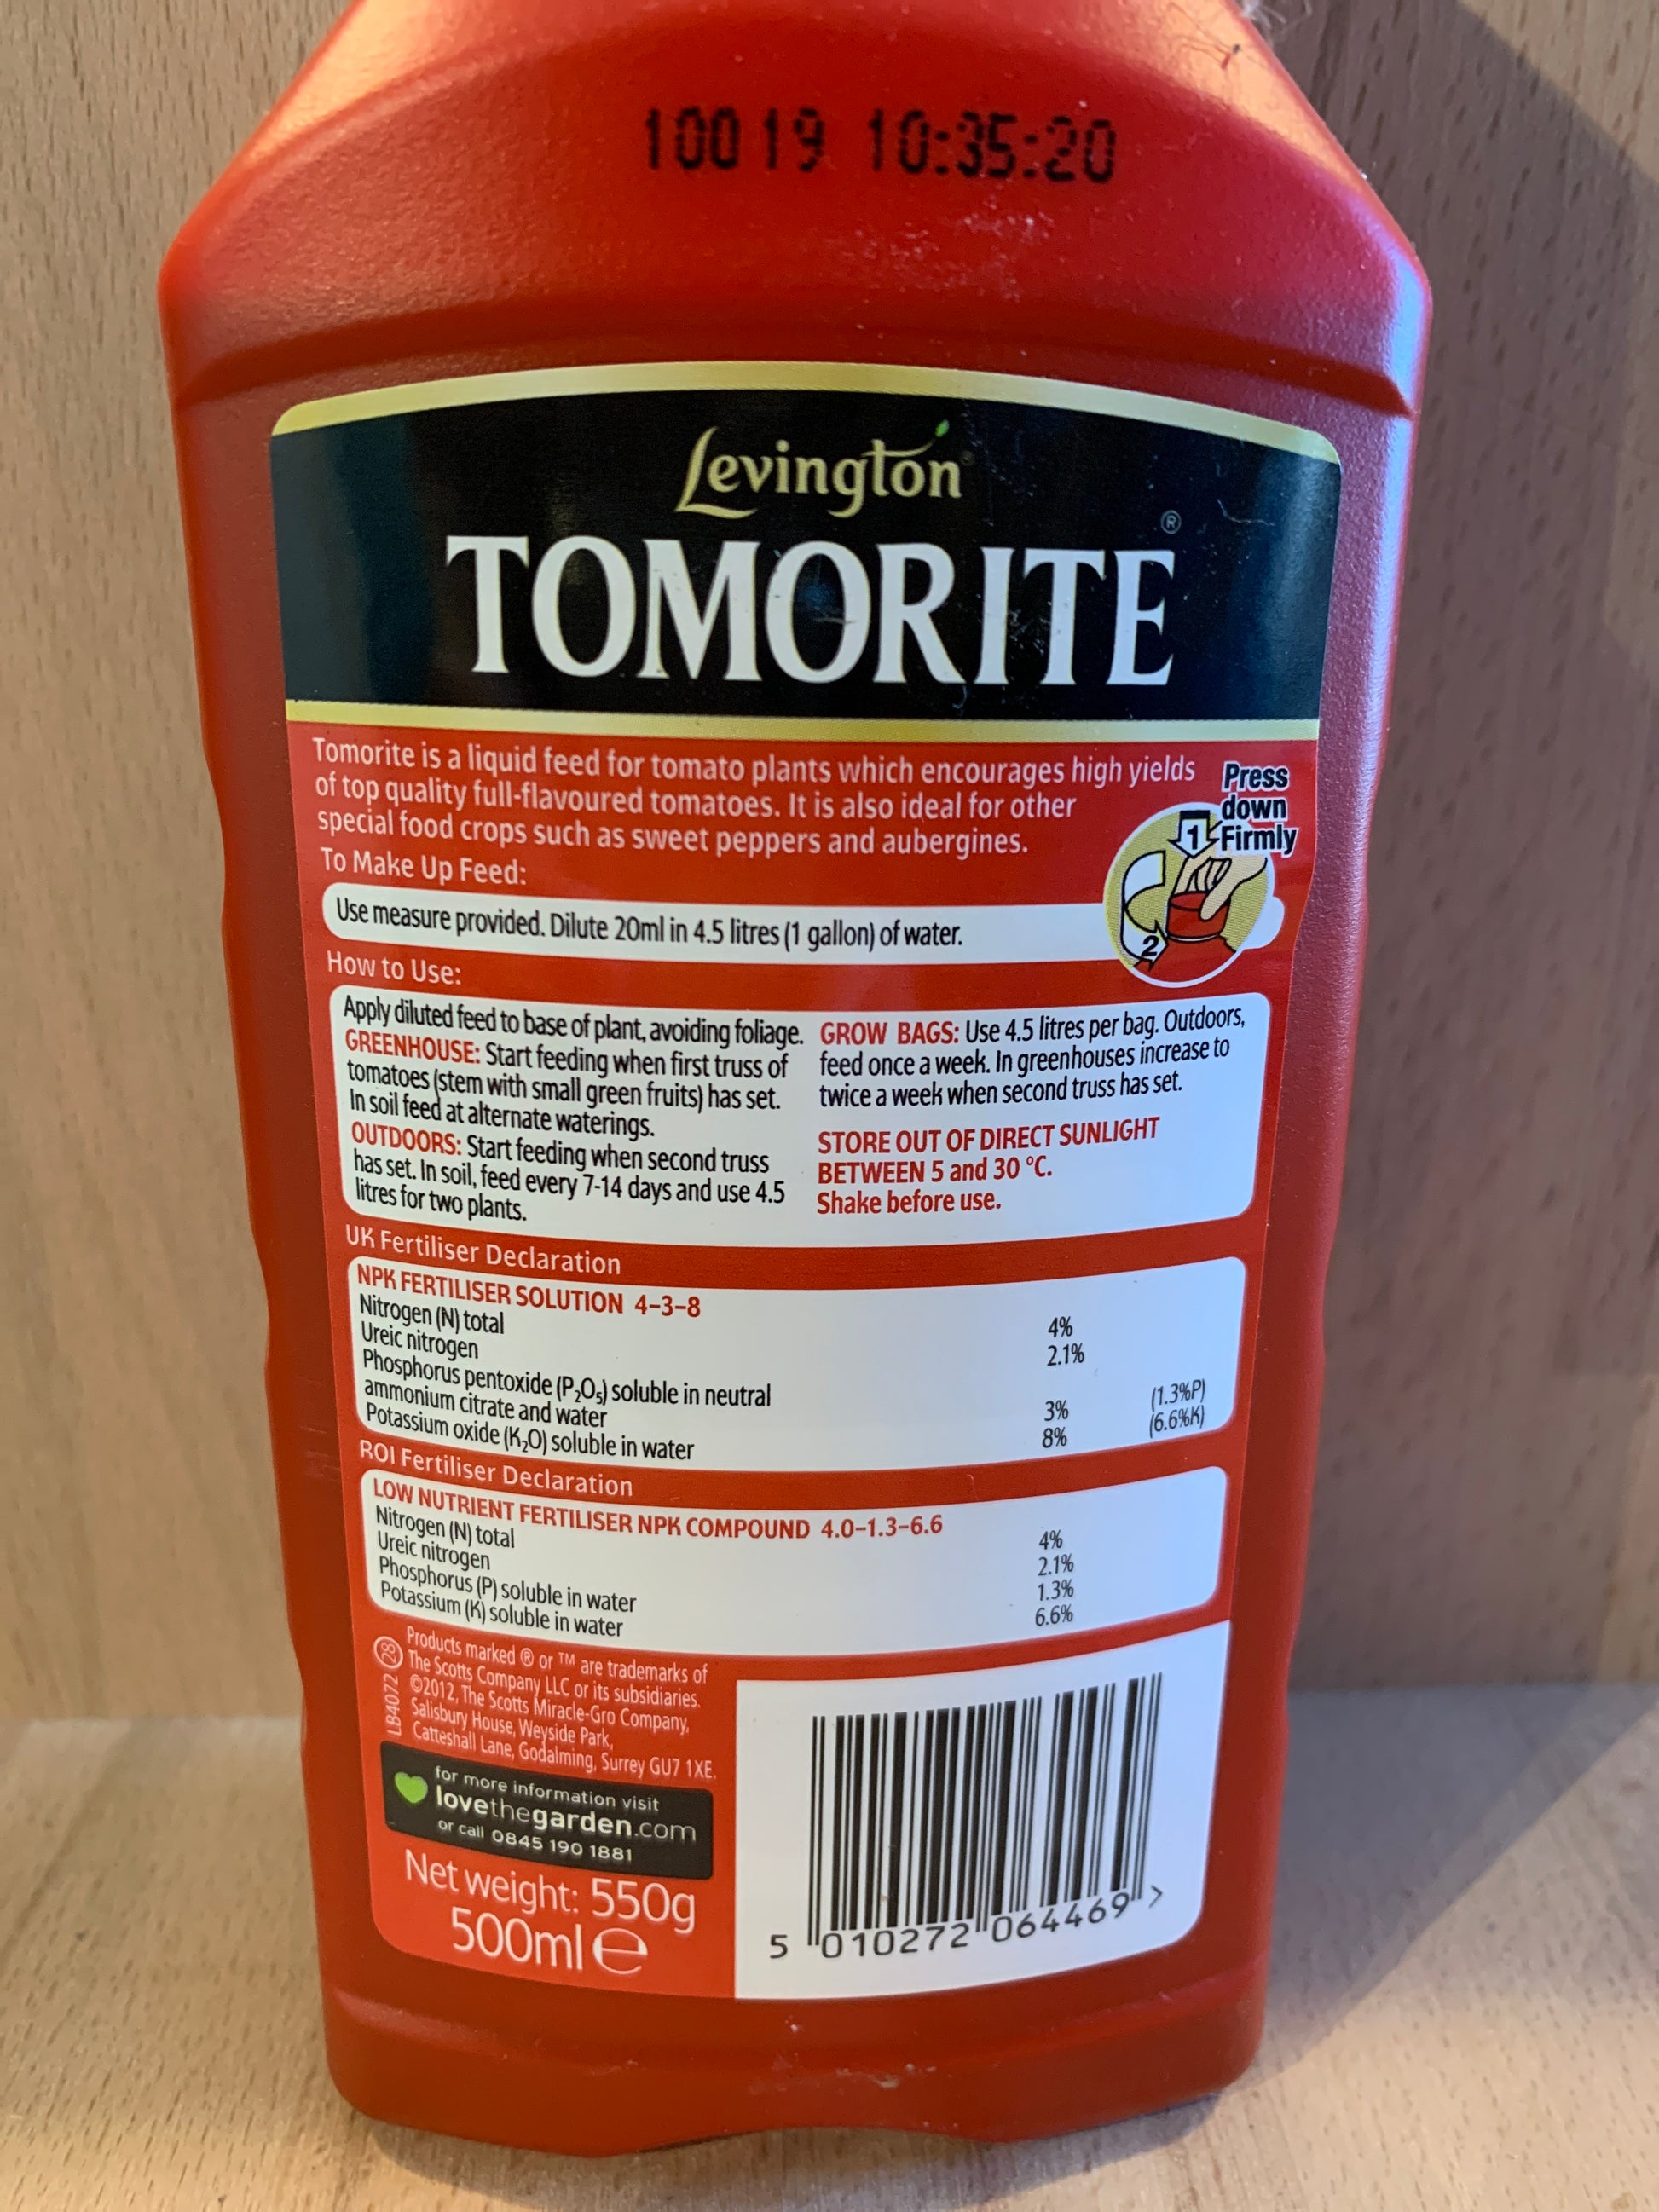 10019 10:35:20
Levington
TOMORITE®
Tomorite is a liquid feed for tomato plants which encourages high yields
of top quality full-flavoured tomatoes. It is also ideal for other
special food crops such as sweet peppers and aubergines.
Press
down
1 Firmly
2
To Make Up Feed:
Use measure provided. Dilute 20ml in 4.5 litres (1 gallon) of water.
How to Use:
Apply diluted feed to base of plant, avoiding foliage.
GREENHOUSE: Start feeding when first truss of
tomatoes (stem with small green fruits) has set.
In soil feed at alternate waterings.
OUTDOORS: Start feeding when second truss
has set. In soil, feed every 7-14 days and use 4.5
litres for two plants.
GROW BAGS: Use 4.5 litres per bag. Outdoors,
feed once a week. In greenhouses increase to
twice a week when second truss has set.
STORE OUT OF DIRECT SUNLIGHT
BETWEEN 5 and 30 °C.
Shake before use.
UK Fertiliser Declaration
NPK FERTILISER SOLUTION 4-3-8
Nitrogen (N) total 4%
Ureic nitrogen 2.1%
Phosphorus pentoxide (P₂O₅) soluble in neutral
ammonium citrate and water 3% (1.3%P)
Potassium oxide (K₂O) soluble in water 8% (6.6%K)
ROI Fertiliser Declaration
LOW NUTRIENT FERTILISER NPK COMPOUND 4.0-1.3-6.6
Nitrogen (N) total 4%
Ureic nitrogen 2.1%
Phosphorus (P) soluble in water 1.3%
Potassium (K) soluble in water 6.6%
LB4072 28
Products marked ® or ™ are trademarks of
The Scotts Company LLC or its subsidiaries.
©2012, The Scotts Miracle-Gro Company,
Salisbury House, Weyside Park,
Catteshall Lane, Godalming, Surrey GU7 1XE.
for more information visit
lovethegarden.com
or call 0845 190 1881
Net weight: 550g
500ml e
5 010272 064469 >